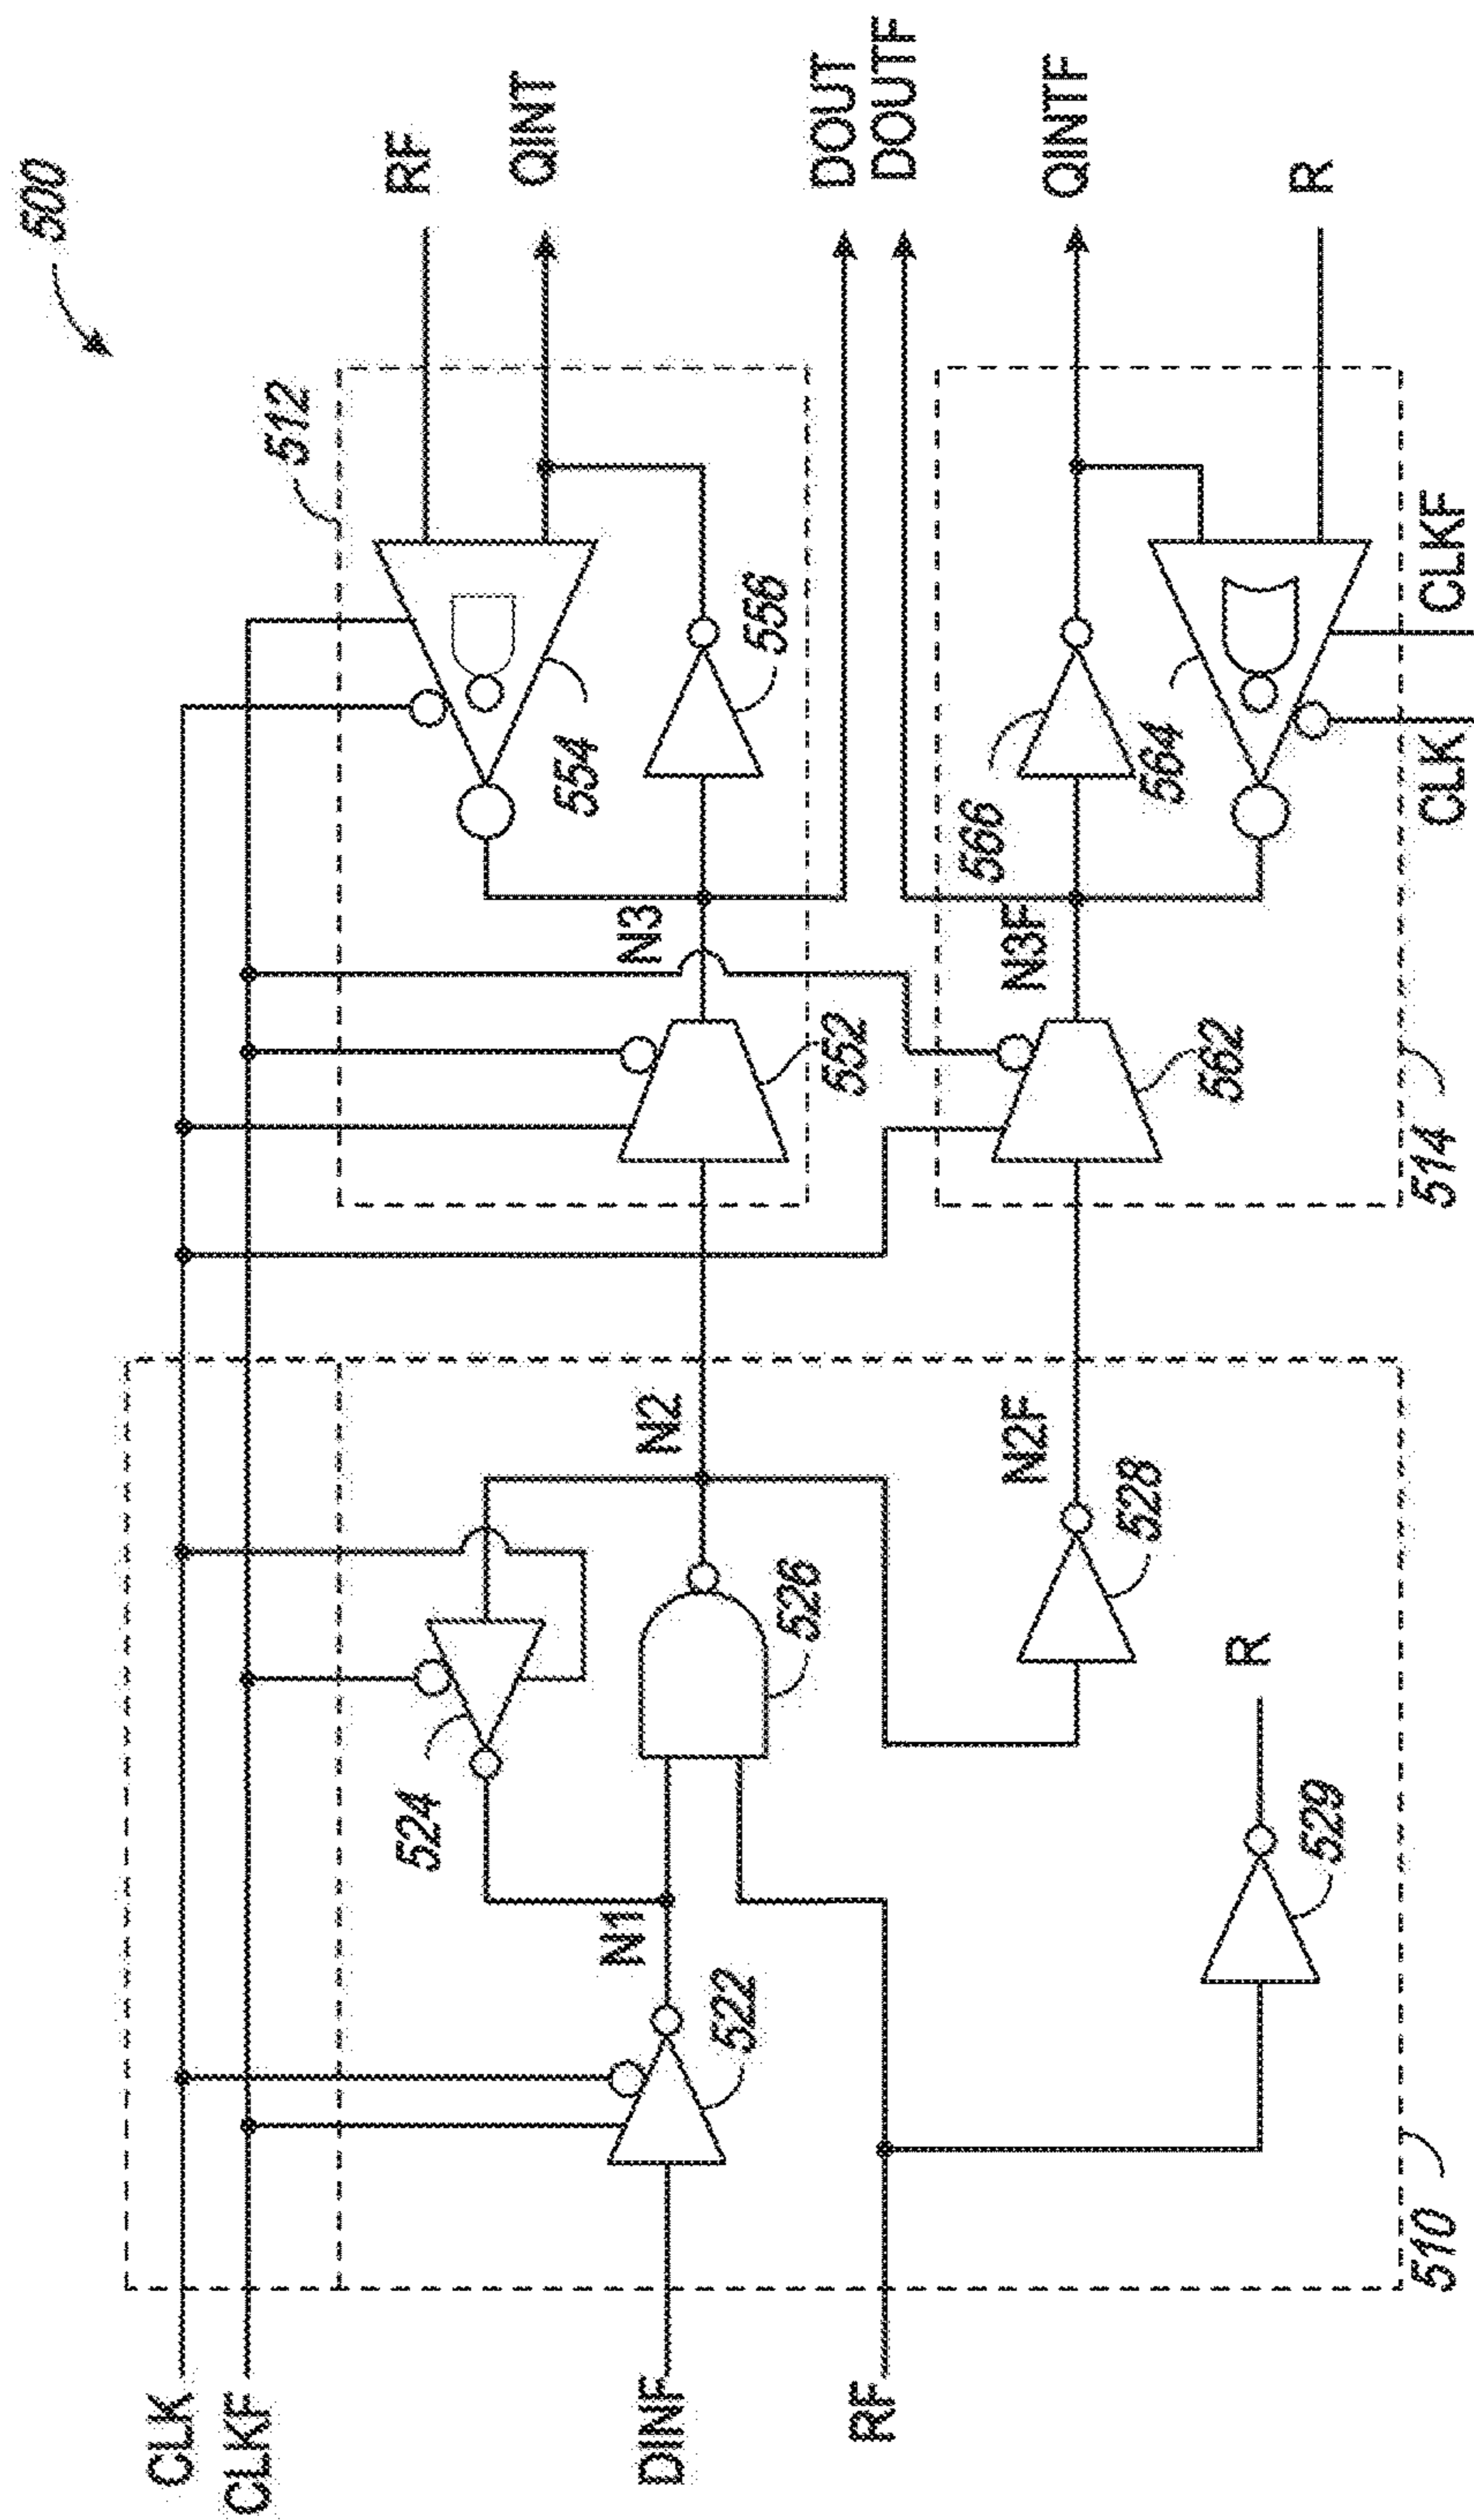 500
CLK
CLKF
DINF
RF
510
522
N1
524
526
N2
528
N2F
529
R
512
552
N3
554
556
RF
QINT
DOUT
DOUTF
514
562
N3F
566
564
QINTF
R
CLK
CLKF